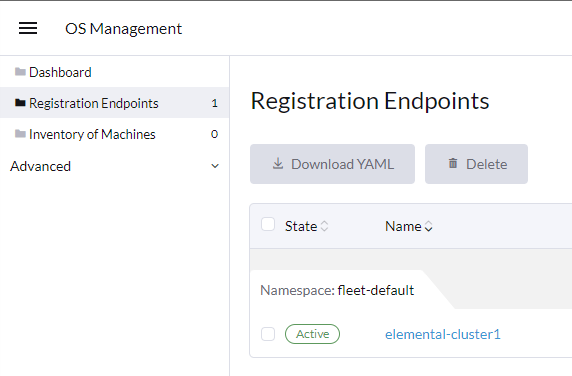 OS Management
Dashboard
Registration Endpoints 1
Inventory of Machines 0
Advanced
Registration Endpoints
Download YAML Delete
State Name
Namespace: fleet-default
Active elemental-cluster1